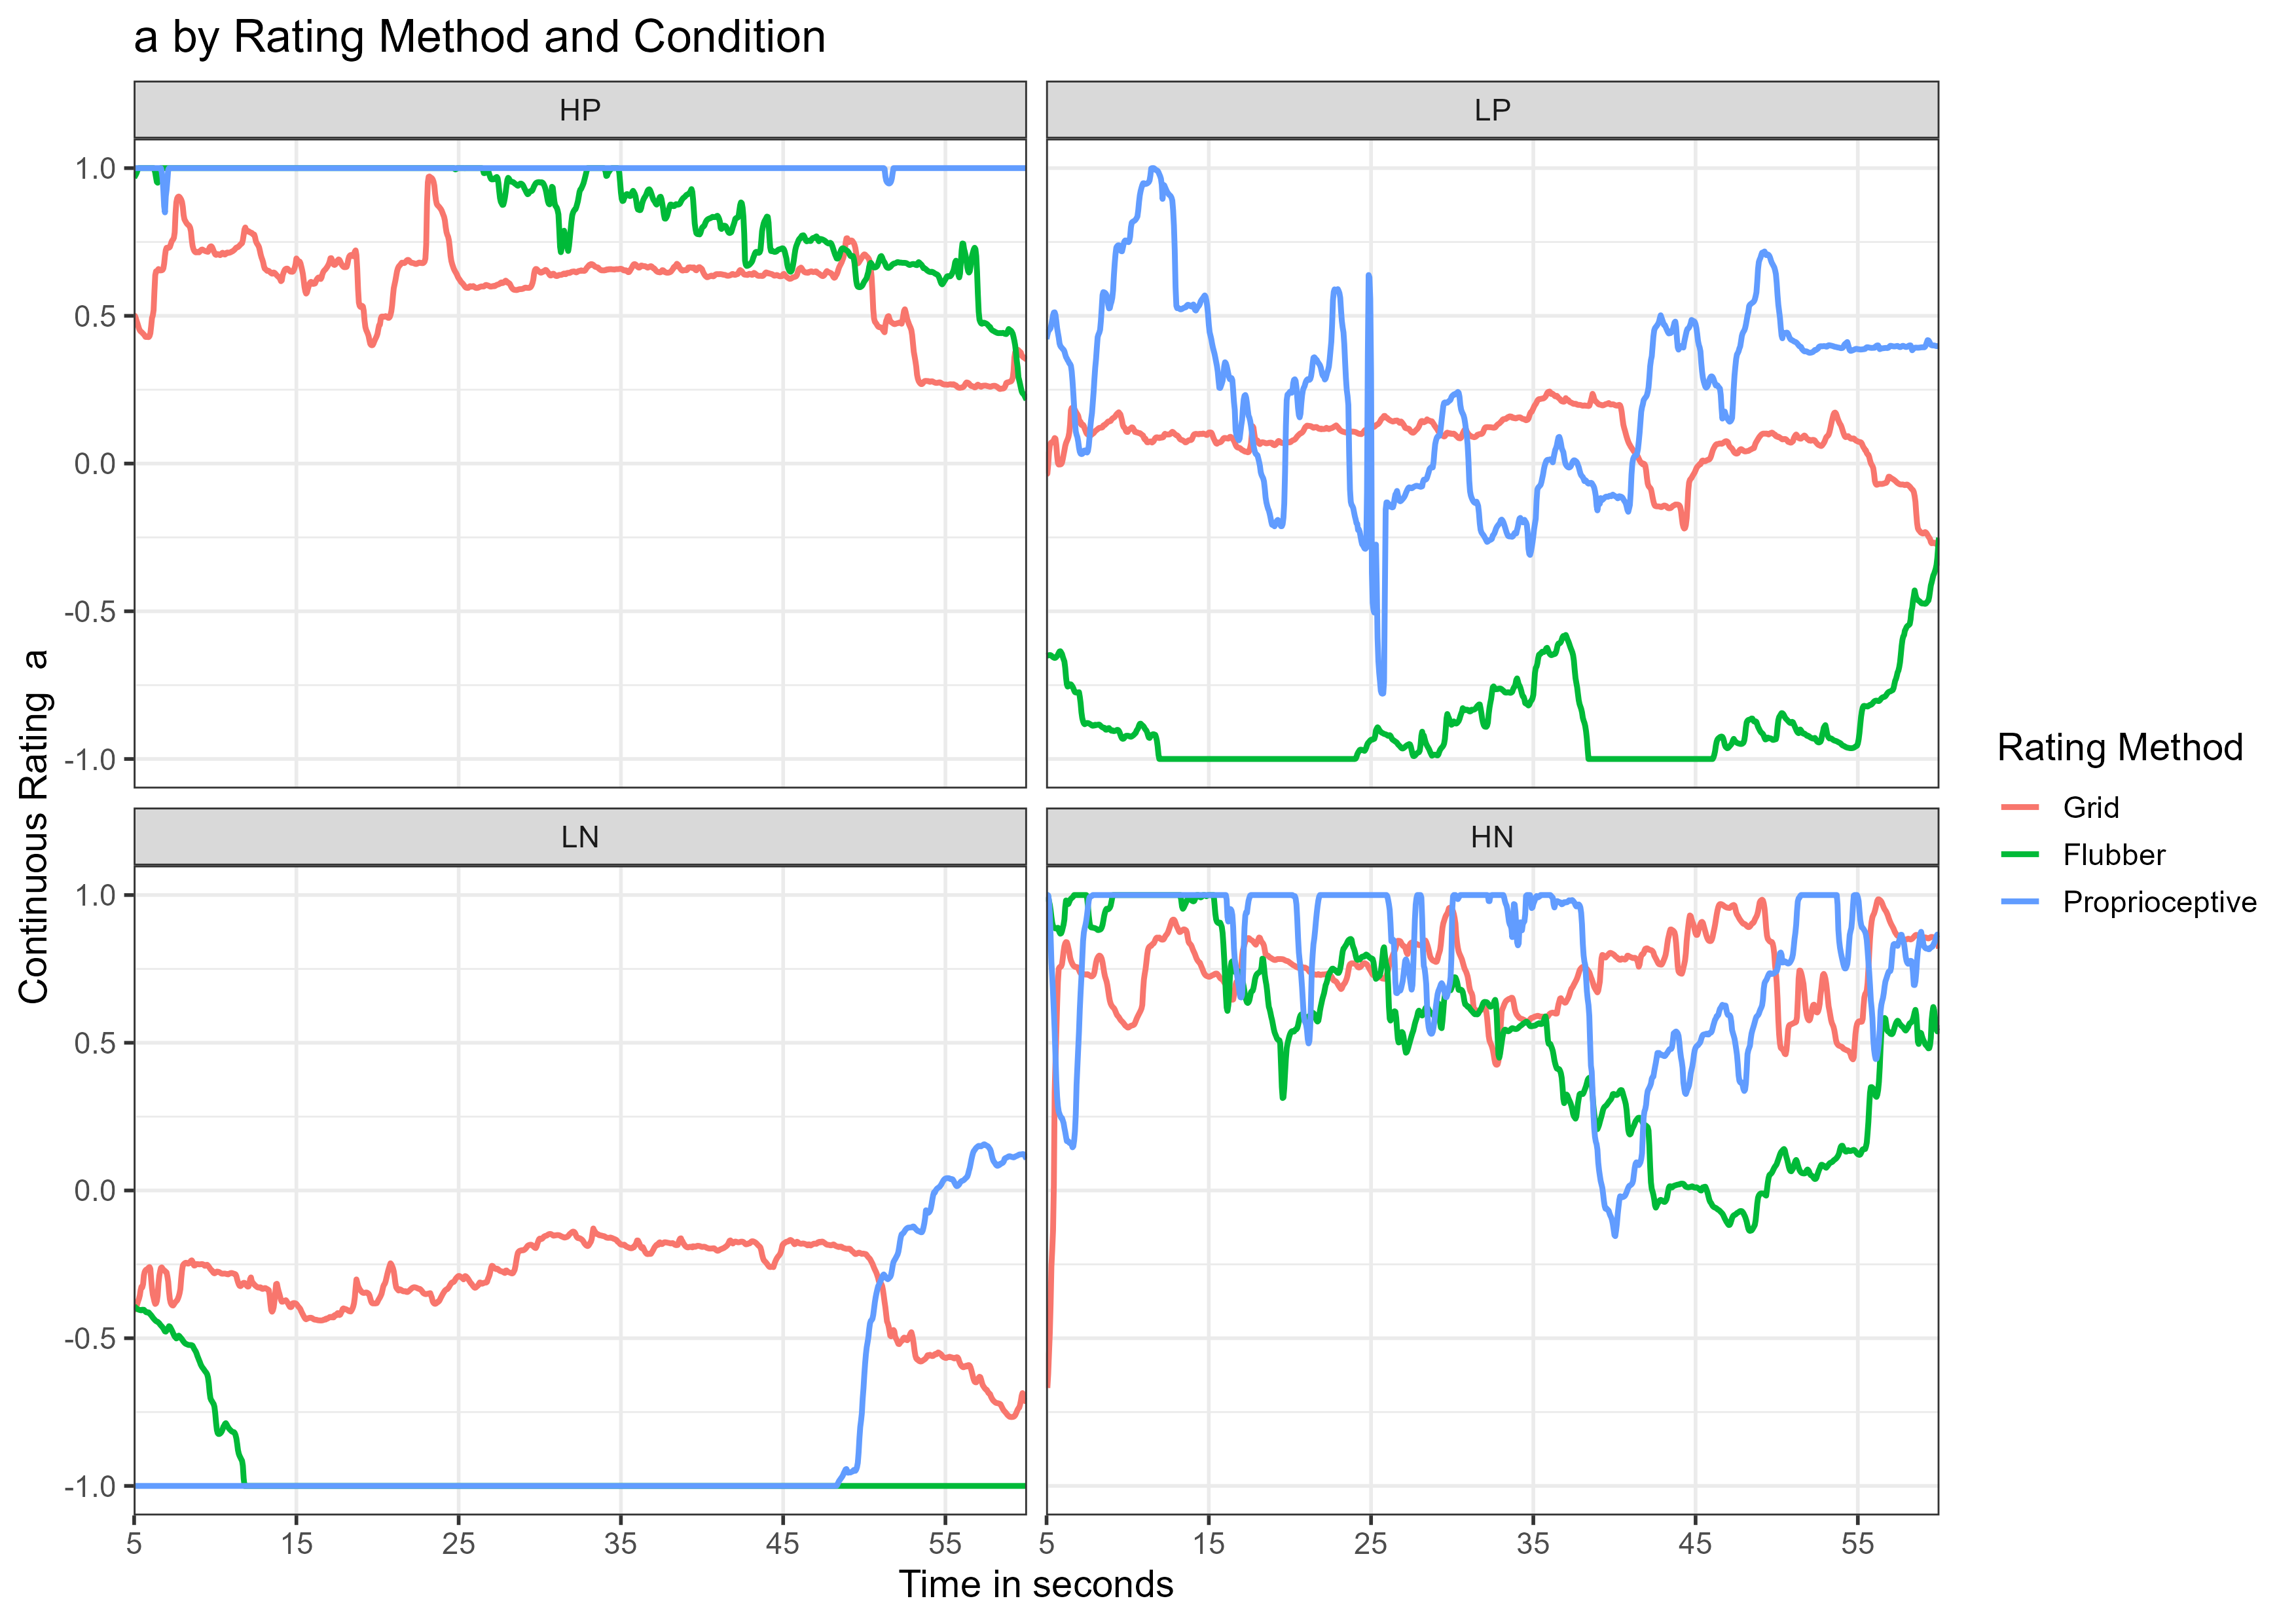 a by Rating Method and Condition
HP
LP
1.0
0.5
0.0
-0.5
-1.0
LN
HN
1.0
0.5
0.0
-0.5
-1.0
5 15 25 35 45 55
5 15 25 35 45 55
Time in seconds
Continuous Rating a
Rating Method
Grid
Flubber
Proprioceptive